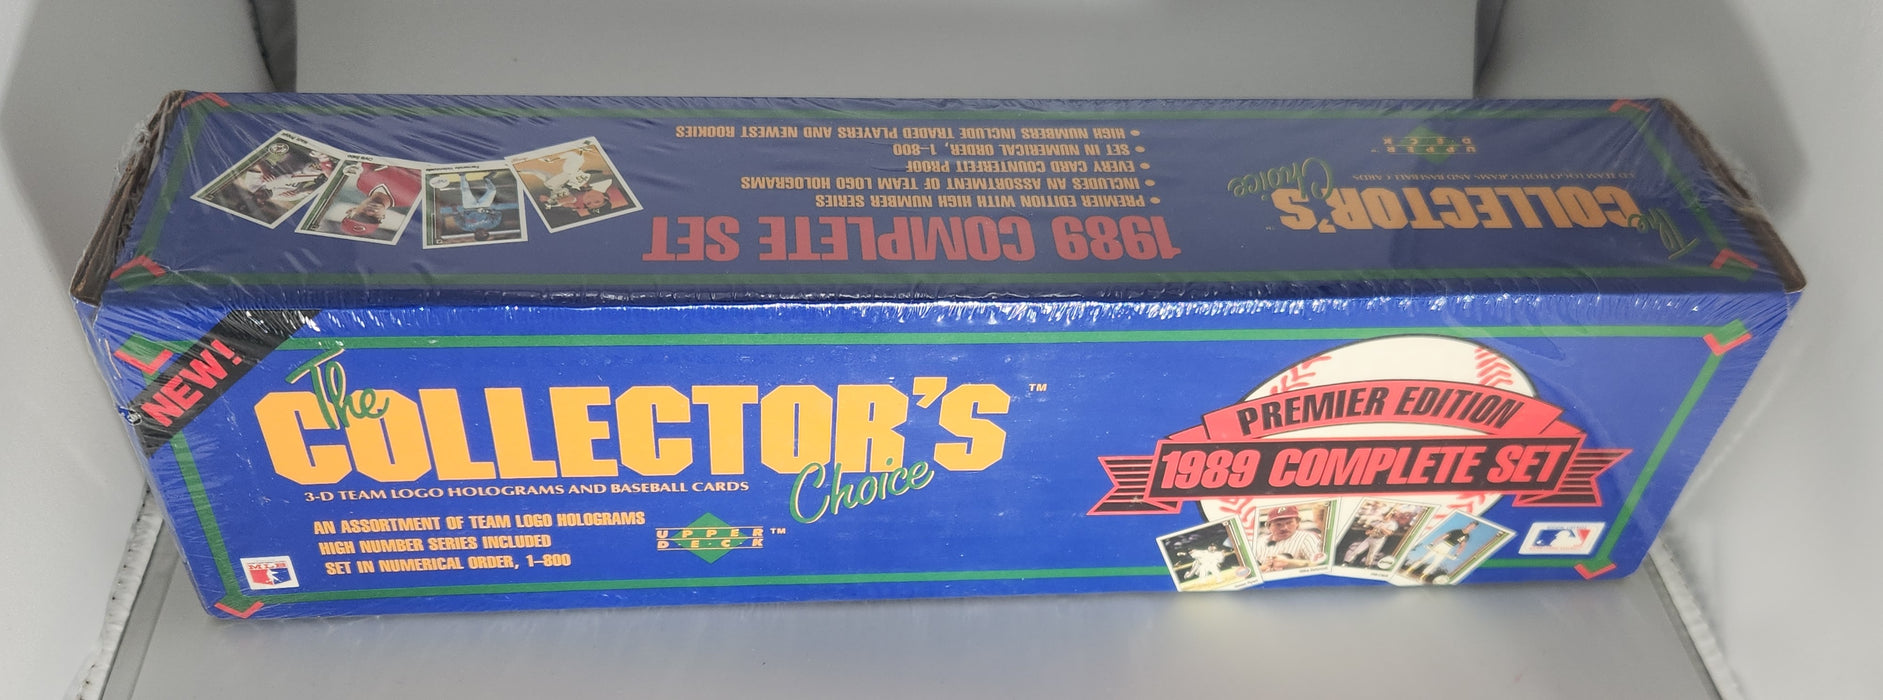 The
COLLECTOR'S
Choice
3-D TEAM LOGO HOLOGRAMS AND BASEBALL CARDS
UPPER
DECK
1989 COMPLETE SET
• PREMIER EDITION WITH HIGH NUMBER SERIES
• INCLUDES AN ASSORTMENT OF TEAM LOGO HOLOGRAMS
• EVERY CARD COUNTERFEIT PROOF
• SET IN NUMERICAL ORDER, 1–800
• HIGH NUMBERS INCLUDE TRADED PLAYERS AND NEWEST ROOKIES
NEW!
The
COLLECTOR'S™
Choice
3-D TEAM LOGO HOLOGRAMS AND BASEBALL CARDS
AN ASSORTMENT OF TEAM LOGO HOLOGRAMS
HIGH NUMBER SERIES INCLUDED
SET IN NUMERICAL ORDER, 1–800
UPPER™
DECK
PREMIER EDITION
1989 COMPLETE SET